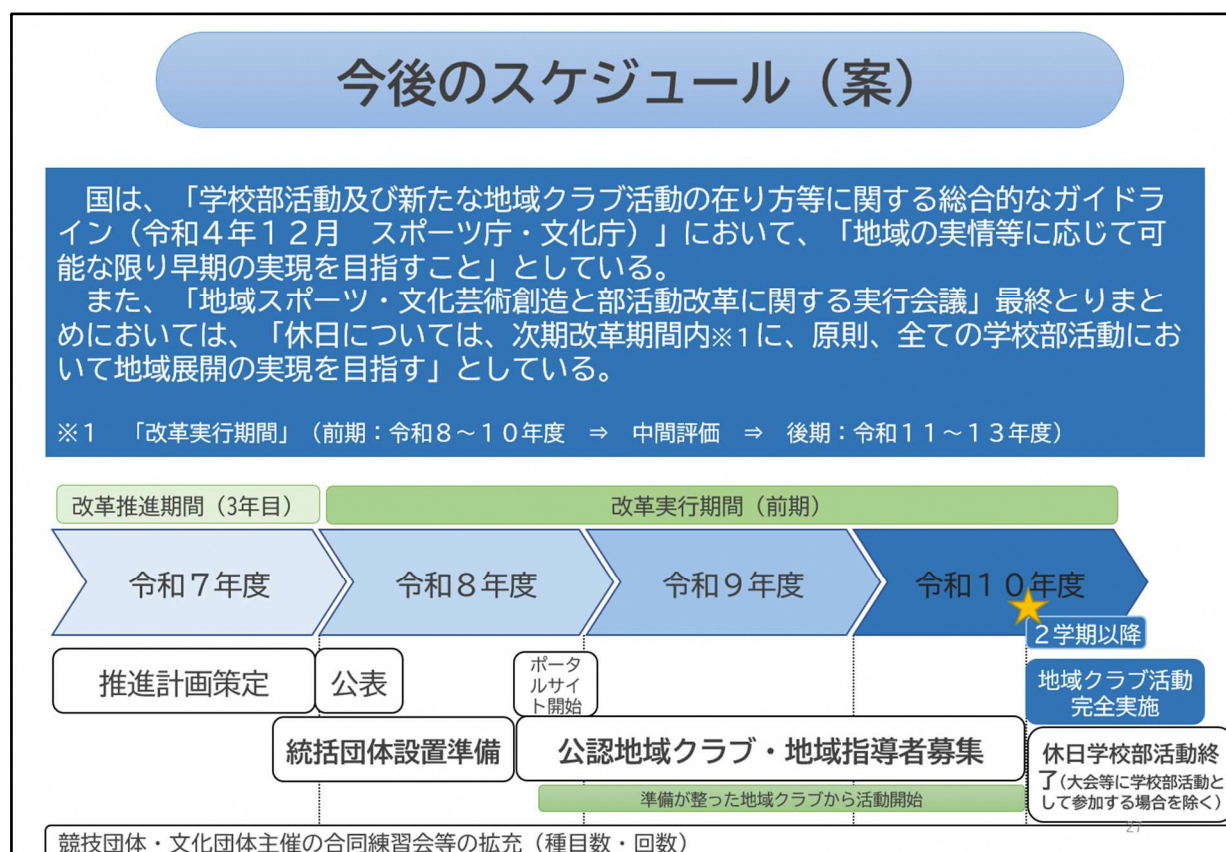 今後のスケジュール（案）
国は、「学校部活動及び新たな地域クラブ活動の在り方等に関する総合的なガイドラ
イン（令和４年１２月　スポーツ庁・文化庁）」において、「地域の実情等に応じて可
能な限り早期の実現を目指すこと」としている。
また、「地域スポーツ・文化芸術創造と部活動改革に関する実行会議」最終とりまと
めにおいては、「休日については、次期改革期間内※1に、原則、全ての学校部活動にお
いて地域展開の実現を目指す」としている。
※１　「改革実行期間」（前期：令和８～１０年度　⇒　中間評価　⇒　後期：令和１１～１３年度）
改革推進期間（3年目）
改革実行期間（前期）
令和７年度
令和８年度
令和９年度
令和１０年度
２学期以降
推進計画策定
公表
ポータ
ルサイ
ト開始
地域クラブ活動
完全実施
統括団体設置準備
公認地域クラブ・地域指導者募集
休日学校部活動終
了（大会等に学校部活動と
して参加する場合を除く）
準備が整った地域クラブから活動開始
27
競技団体・文化団体主催の合同練習会等の拡充（種目数・回数）